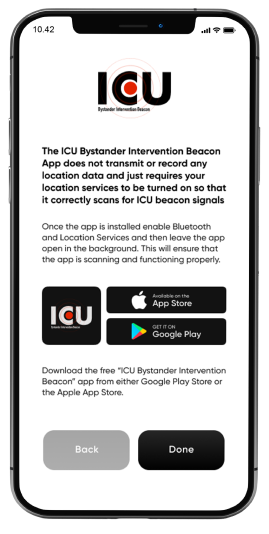 10.42
ICU
Bystander Intervention Beacon
The ICU Bystander Intervention Beacon
App does not transmit or record any
location data and just requires your
location services to be turned on so that
it correctly scans for ICU beacon signals
Once the app is installed enable Bluetooth
and Location Services and then leave the app
open in the background. This will ensure that
the app is scanning and functioning properly.
ICU
Bystander Intervention Beacon
Available on the
App Store
GET IT ON
Google Play
Download the free “ICU Bystander Intervention
Beacon” app from either Google Play Store or
the Apple App Store.
Back
Done